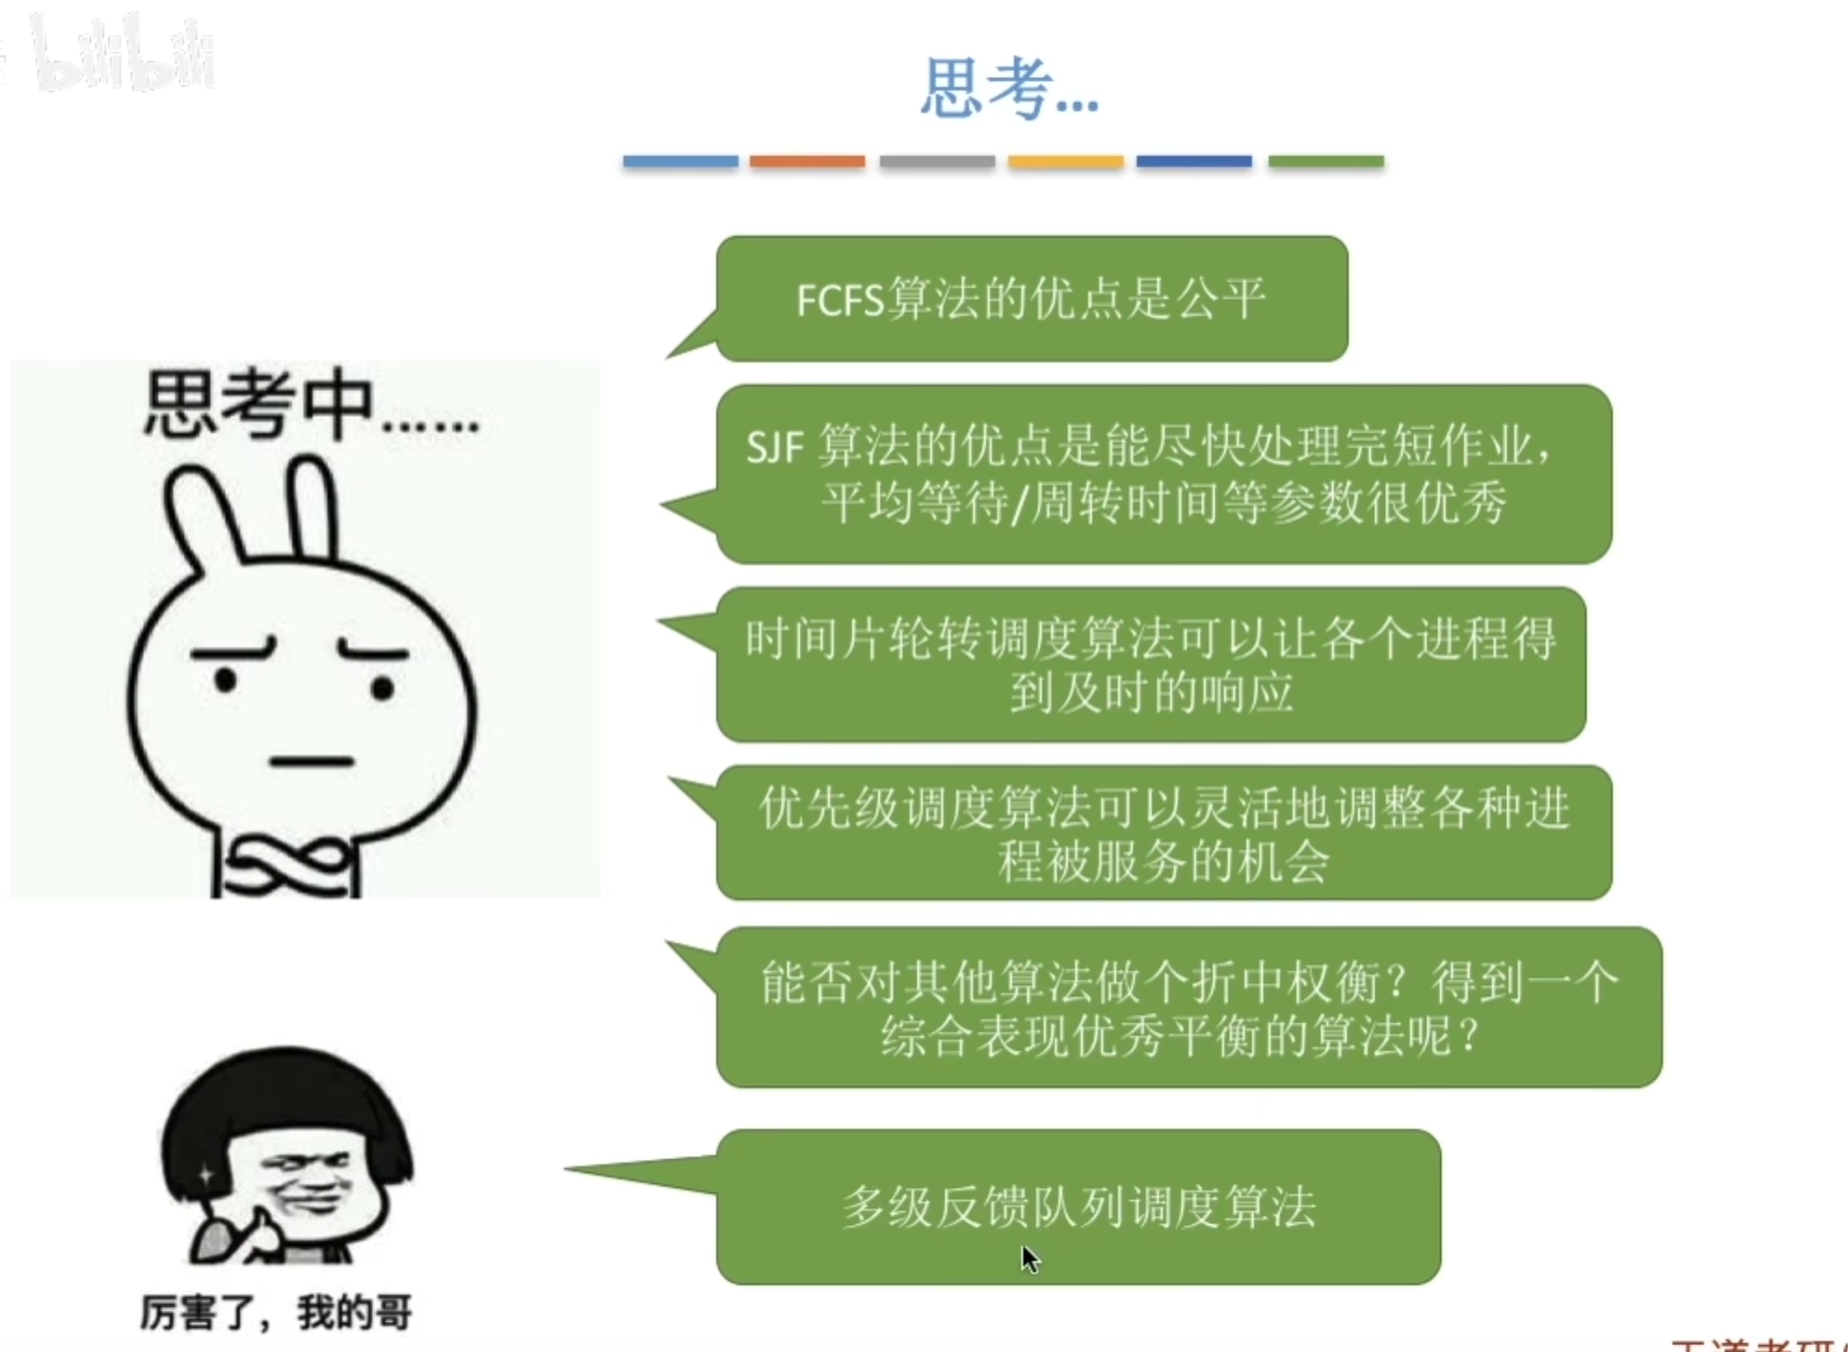 bilibili
思考...
FCFS算法的优点是公平
思考中......
SJF 算法的优点是能尽快处理完短作业，
平均等待/周转时间等参数很优秀
时间片轮转调度算法可以让各个进程得
到及时的响应
优先级调度算法可以灵活地调整各种进
程被服务的机会
能否对其他算法做个折中权衡？得到一个
综合表现优秀平衡的算法呢？
多级反馈队列调度算法
厉害了，我的哥
王道考研